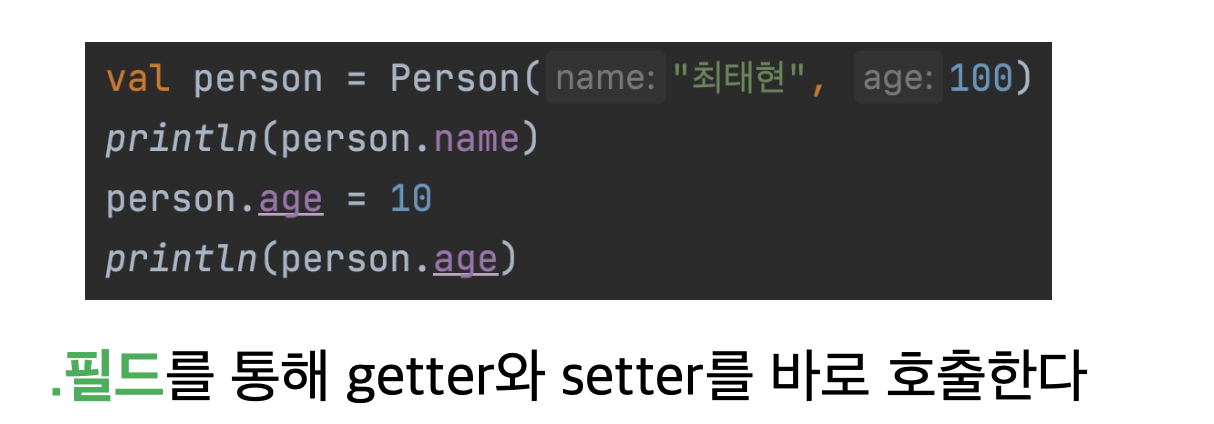 val person = Person( name: "최태현", age: 100)
println(person.name)
person.age = 10
println(person.age)
.필드를 통해 getter와 setter를 바로 호출한다